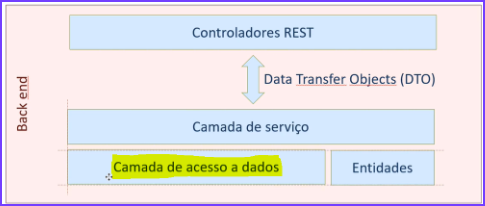 Controladores REST
Data Transfer Objects (DTO)
Back end
Camada de serviço
Camada de acesso a dados
Entidades